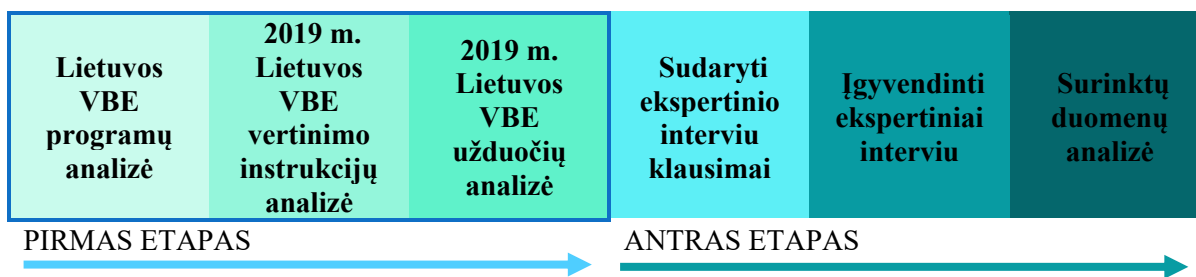 Lietuvos
VBE
programų
analizė
2019 m.
Lietuvos
VBE
vertinimo
instrukcijų
analizė
2019 m.
Lietuvos
VBE
užduočių
analizė
Sudaryti
ekspertinio
interviu
klausimai
Įgyvendinti
ekspertiniai
interviu
Surinktų
duomenų
analizė
PIRMAS ETAPAS
ANTRAS ETAPAS